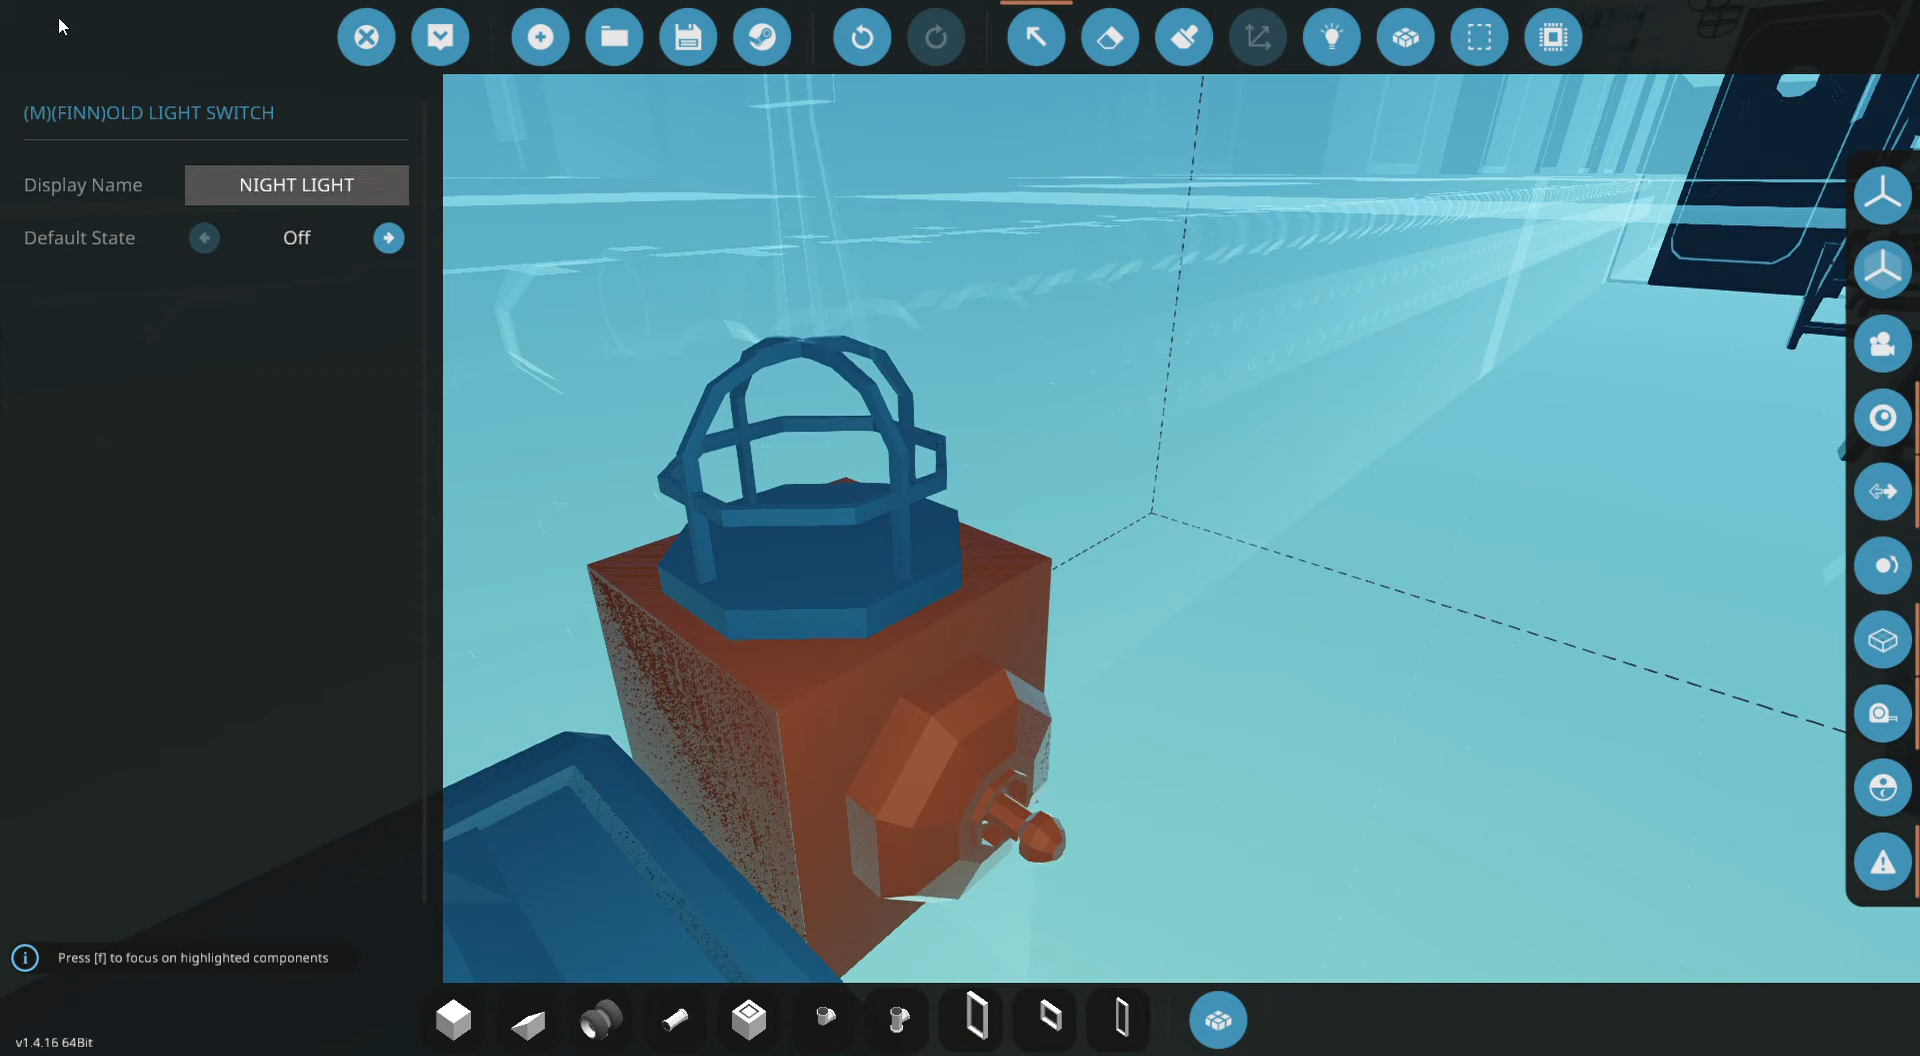 (M)(FINN)OLD LIGHT SWITCH
Display Name NIGHT LIGHT
Default State Off
Press [f] to focus on highlighted components
v1.4.16 64Bit